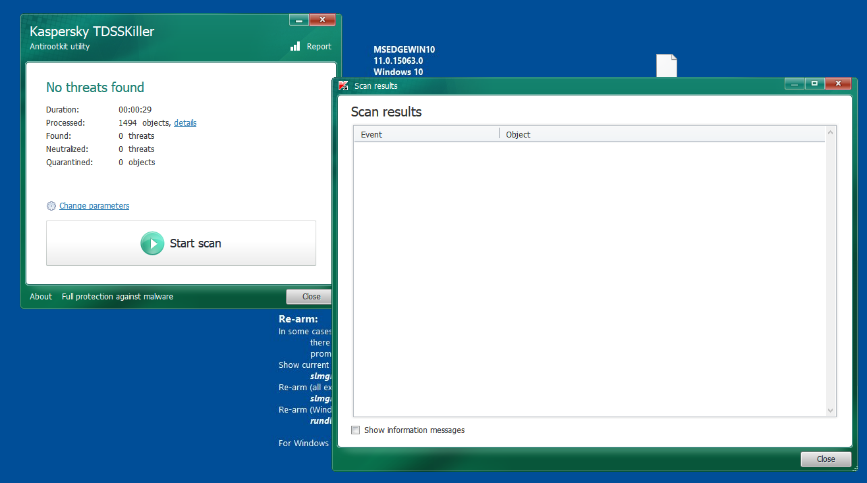 Kaspersky TDSSKiller
Antirootkit utility
Report
No threats found
Duration: 00:00:29
Processed: 1494 objects, details
Found: 0 threats
Neutralized: 0 threats
Quarantined: 0 objects
Change parameters
Start scan
About Full protection against malware Close
MSEDGEWIN10
11.0.15063.0
Windows 10
Scan results
Scan results
Event Object
Show information messages
Close
Re-arm:
In some cases
there
prom
Show current
slmg
Re-arm (all ex
slmg
Re-arm (Wind
rundl
For Windows